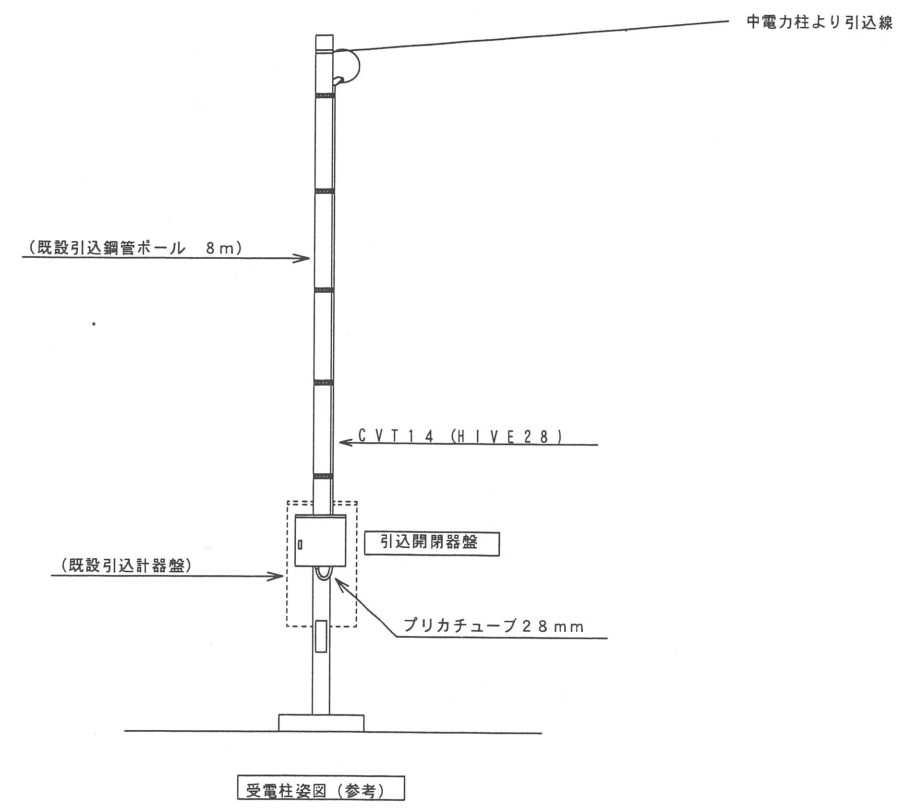 中電力柱より引込線
(既設引込鋼管ポール 8m)
CVT14 (HIVE28)
引込開閉器盤
(既設引込計器盤)
プリカチューブ28mm
受電柱姿図 (参考)